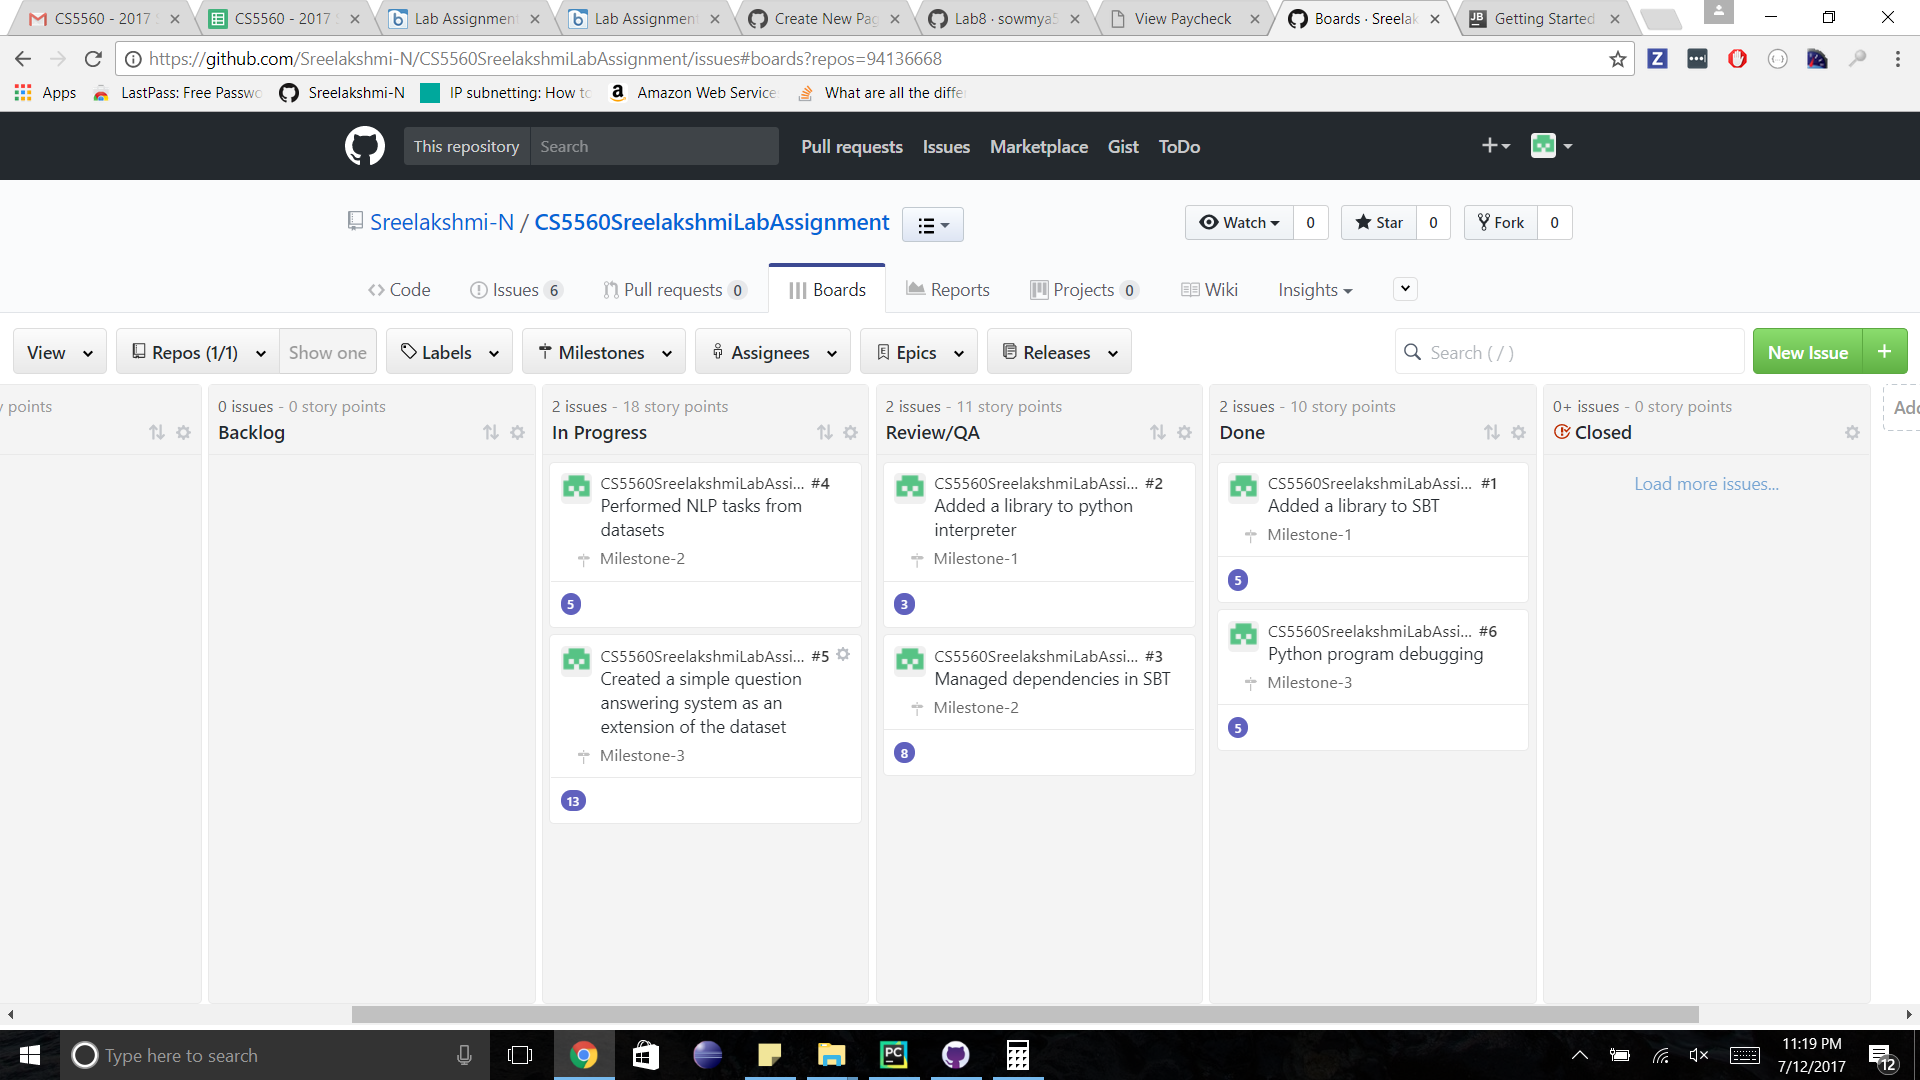 CS5560 - 2017
CS5560 - 2017
Lab Assignment
Lab Assignment
Create New Pag
Lab8 · sowmya5
View Paycheck
Boards · Sreelak
Getting Started
https://github.com/Sreelakshmi-N/CS5560SreelakshmiLabAssignment/issues#boards?repos=94136668
Apps
LastPass: Free Passwo
Sreelakshmi-N
IP subnetting: How to
Amazon Web Service
What are all the diffe
This repository
Search
Pull requests
Issues
Marketplace
Gist
ToDo
Sreelakshmi-N / CS5560SreelakshmiLabAssignment
Watch 0
Star 0
Fork 0
Code
Issues 6
Pull requests 0
Boards
Reports
Projects 0
Wiki
Insights
View
Repos (1/1)
Show one
Labels
Milestones
Assignees
Epics
Releases
Search ( / )
New Issue +
y points
0 issues - 0 story points
Backlog
2 issues - 18 story points
In Progress
CS5560SreelakshmiLabAssi... #4
Performed NLP tasks from
datasets
Milestone-2
5
CS5560SreelakshmiLabAssi... #5
Created a simple question
answering system as an
extension of the dataset
Milestone-3
13
2 issues - 11 story points
Review/QA
CS5560SreelakshmiLabAssi... #2
Added a library to python
interpreter
Milestone-1
3
CS5560SreelakshmiLabAssi... #3
Managed dependencies in SBT
Milestone-2
8
2 issues - 10 story points
Done
CS5560SreelakshmiLabAssi... #1
Added a library to SBT
Milestone-1
5
CS5560SreelakshmiLabAssi... #6
Python program debugging
Milestone-3
5
0+ issues - 0 story points
Closed
Load more issues...
Add
Type here to search
11:19 PM
7/12/2017
12